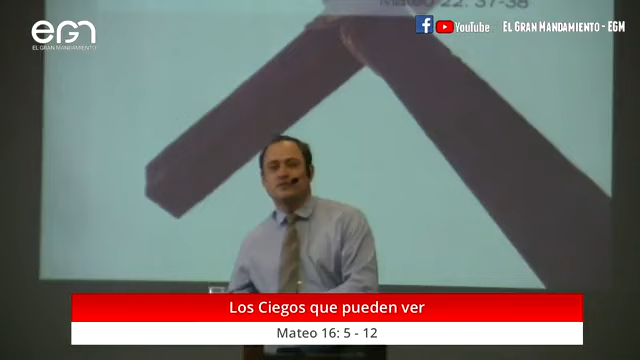 Mateo 22: 37-38
EGM
EL GRAN MANDAMIENTO
YouTube
EL GRAN MANDAMIENTO - EGM
Los Ciegos que pueden ver
Mateo 16: 5 - 12